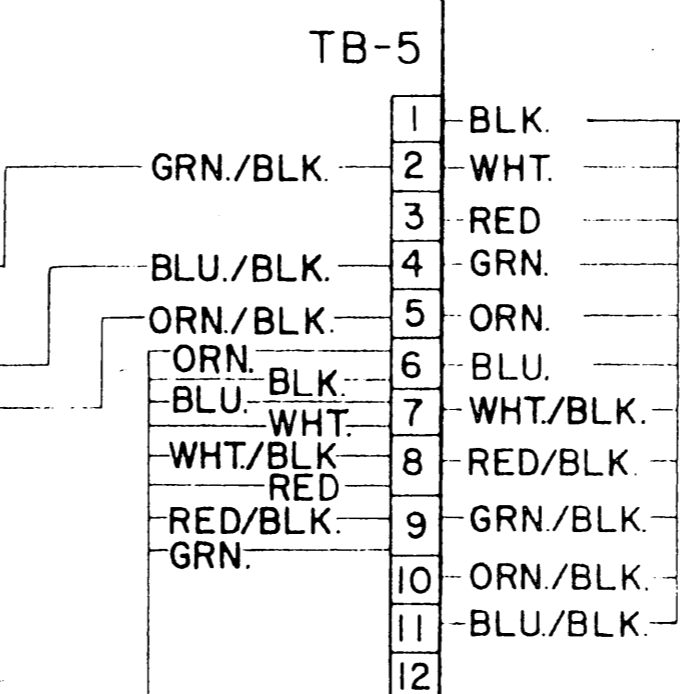 TB-5
1 BLK.
GRN./BLK. 2 WHT.
3 RED
BLU./BLK. 4 GRN.
ORN./BLK. 5 ORN.
ORN.
6 BLU.
BLK.
BLU. 7 WHT./BLK.
WHT.
WHT./BLK 8 RED/BLK.
RED
RED/BLK. 9 GRN./BLK.
GRN.
10 ORN./BLK.
11 BLU./BLK.
12